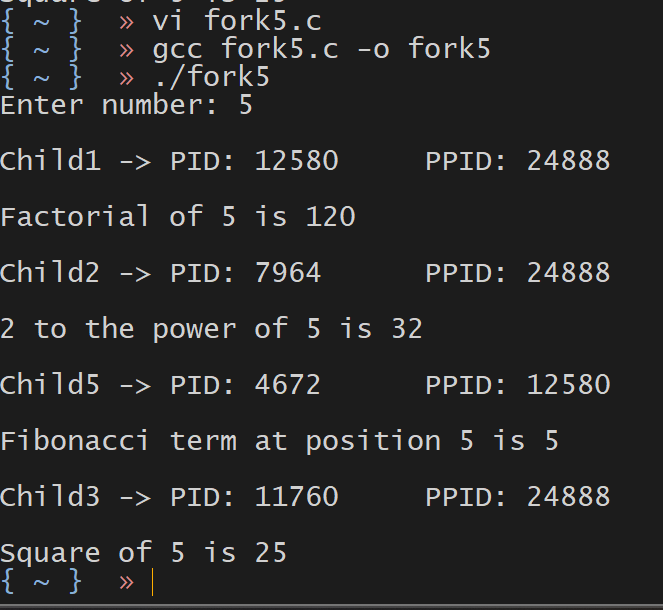 { ~ } » vi fork5.c
{ ~ } » gcc fork5.c -o fork5
{ ~ } » ./fork5
Enter number: 5
Child1 -> PID: 12580 PPID: 24888
Factorial of 5 is 120
Child2 -> PID: 7964 PPID: 24888
2 to the power of 5 is 32
Child5 -> PID: 4672 PPID: 12580
Fibonacci term at position 5 is 5
Child3 -> PID: 11760 PPID: 24888
Square of 5 is 25
{ ~ } »